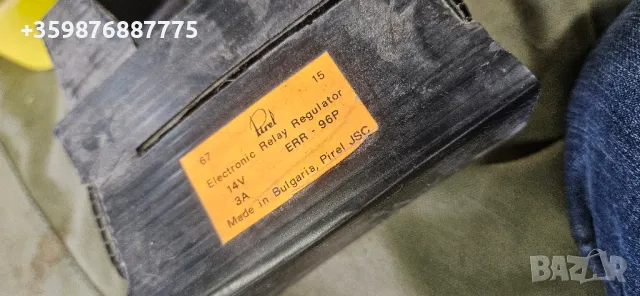 +359876887775
67 Pirel 15
Electronic Relay Regulator
14V ERR - 96P
3A
Made in Bulgaria, Pirel JSC
BAZAR